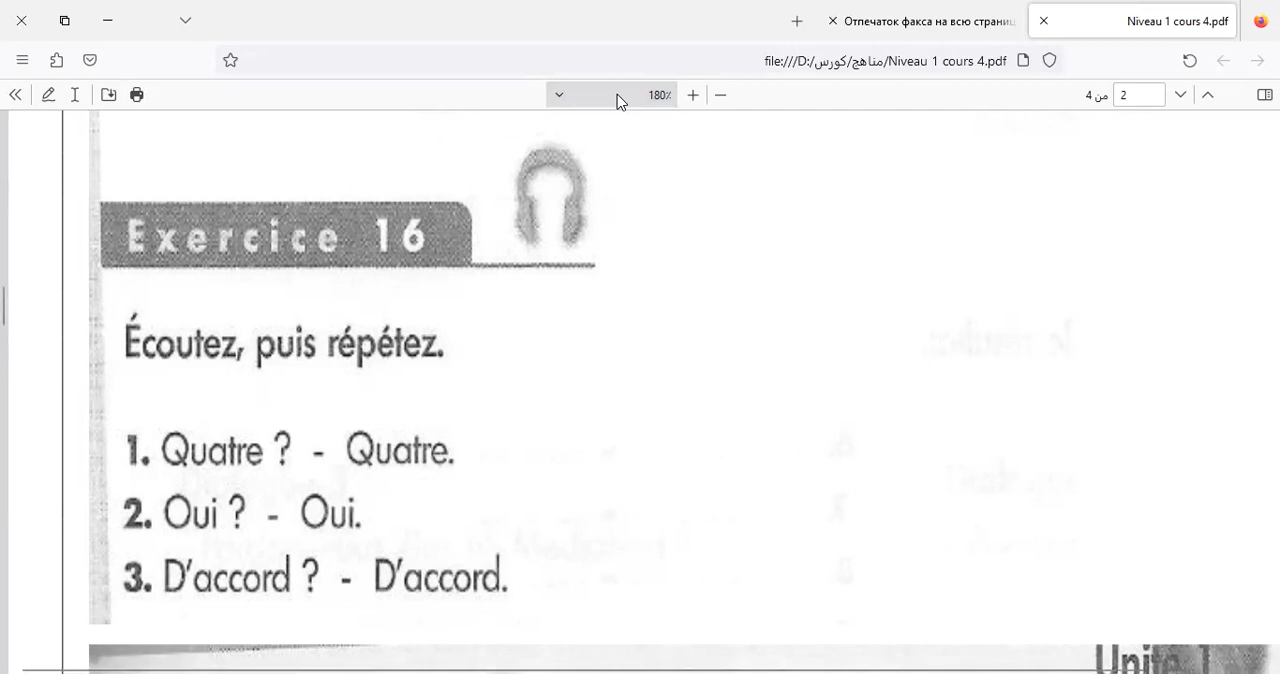 Отпечаток факса на всю страниц
Niveau 1 cours 4.pdf
file:///D:/مناهج/كورس/Niveau 1 cours 4.pdf
180%
4 من
2
Exercice 16
Écoutez, puis répétez.
1. Quatre ? - Quatre.
2. Oui ? - Oui.
3. D'accord ? - D'accord.
Unité 1